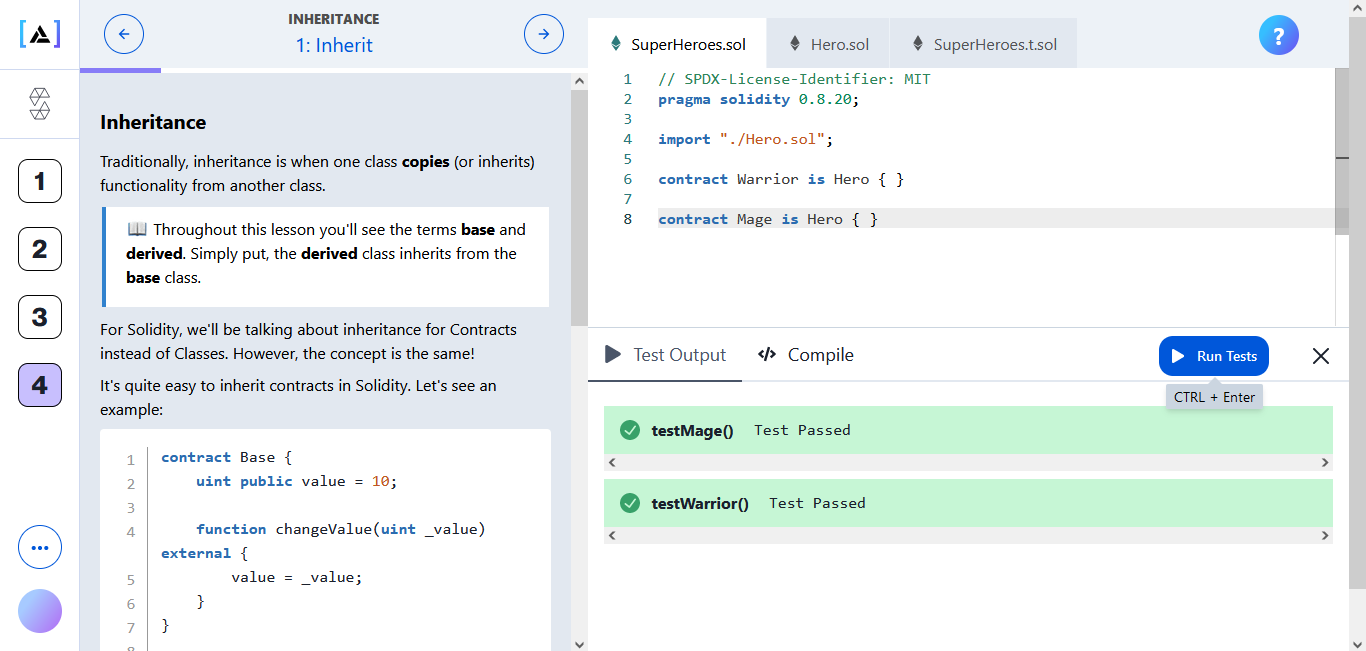 INHERITANCE
1: Inherit
1
2
3
4
Inheritance
Traditionally, inheritance is when one class copies (or inherits)
functionality from another class.
📖 Throughout this lesson you'll see the terms base and
derived. Simply put, the derived class inherits from the
base class.
For Solidity, we'll be talking about inheritance for Contracts
instead of Classes. However, the concept is the same!
It's quite easy to inherit contracts in Solidity. Let's see an
example:
1 contract Base {
2     uint public value = 10;
3
4     function changeValue(uint _value)
external {
5         value = _value;
6     }
7 }
8
SuperHeroes.sol
Hero.sol
SuperHeroes.t.sol
?
1 // SPDX-License-Identifier: MIT
2 pragma solidity 0.8.20;
3
4 import "./Hero.sol";
5
6 contract Warrior is Hero { }
7
8 contract Mage is Hero { }
Test Output
</> Compile
Run Tests
CTRL + Enter
testMage() Test Passed
testWarrior() Test Passed